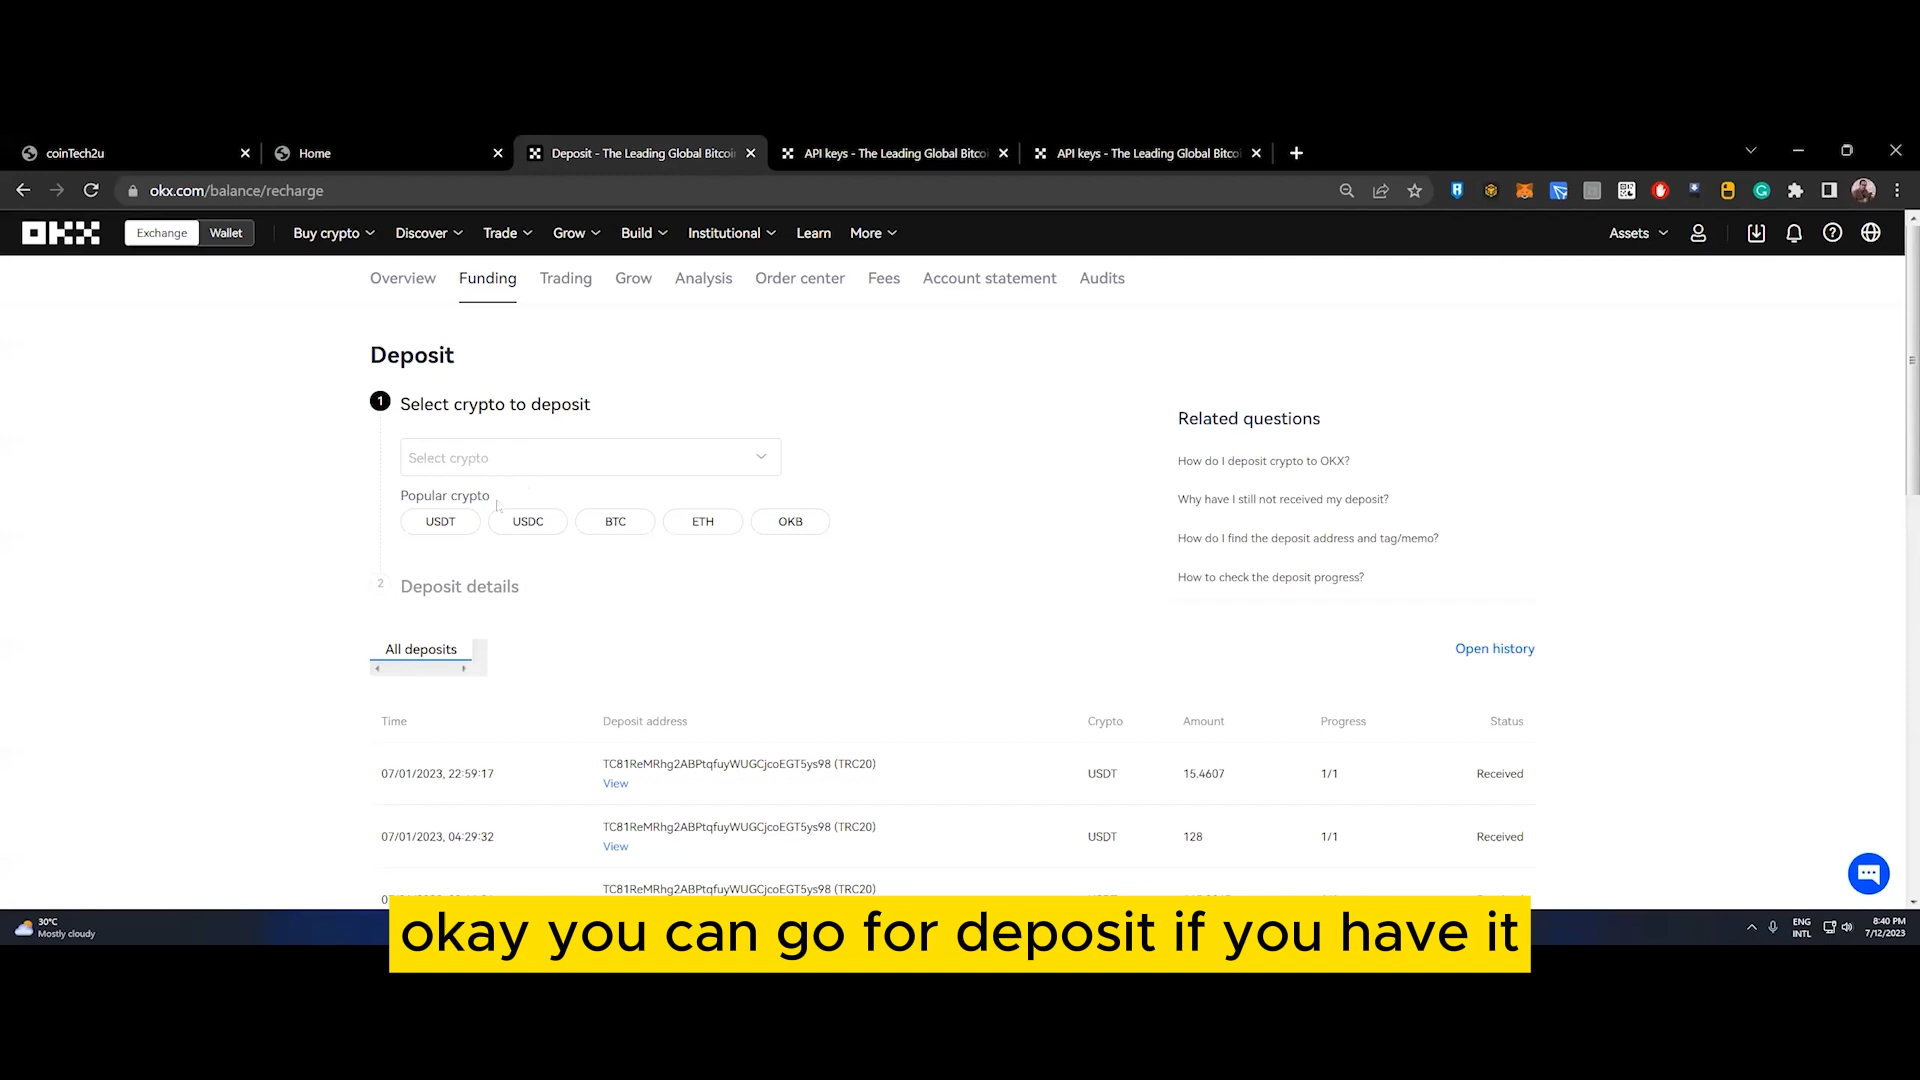 coinTech2u
Home
Deposit - The Leading Global Bitcoi
API keys - The Leading Global Bitco
API keys - The Leading Global Bitco
okx.com/balance/recharge
OKX
Exchange
Wallet
Buy crypto
Discover
Trade
Grow
Build
Institutional
Learn
More
Assets
Overview
Funding
Trading
Grow
Analysis
Order center
Fees
Account statement
Audits
Deposit
1
Select crypto to deposit
Select crypto
Popular crypto
USDT
USDC
BTC
ETH
OKB
2
Deposit details
Related questions
How do I deposit crypto to OKX?
Why have I still not received my deposit?
How do I find the deposit address and tag/memo?
How to check the deposit progress?
All deposits
Open history
Time
Deposit address
Crypto
Amount
Progress
Status
07/01/2023, 22:59:17
TC81ReMRhg2ABPtqfuyWUGCjcoEGT5ys98 (TRC20)
View
USDT
15.4607
1/1
Received
07/01/2023, 04:29:32
TC81ReMRhg2ABPtqfuyWUGCjcoEGT5ys98 (TRC20)
View
USDT
128
1/1
Received
TC81ReMRhg2ABPtqfuyWUGCjcoEGT5ys98 (TRC20)
okay you can go for deposit if you have it
30°C
Mostly cloudy
ENG
INTL
8:40 PM
7/12/2023